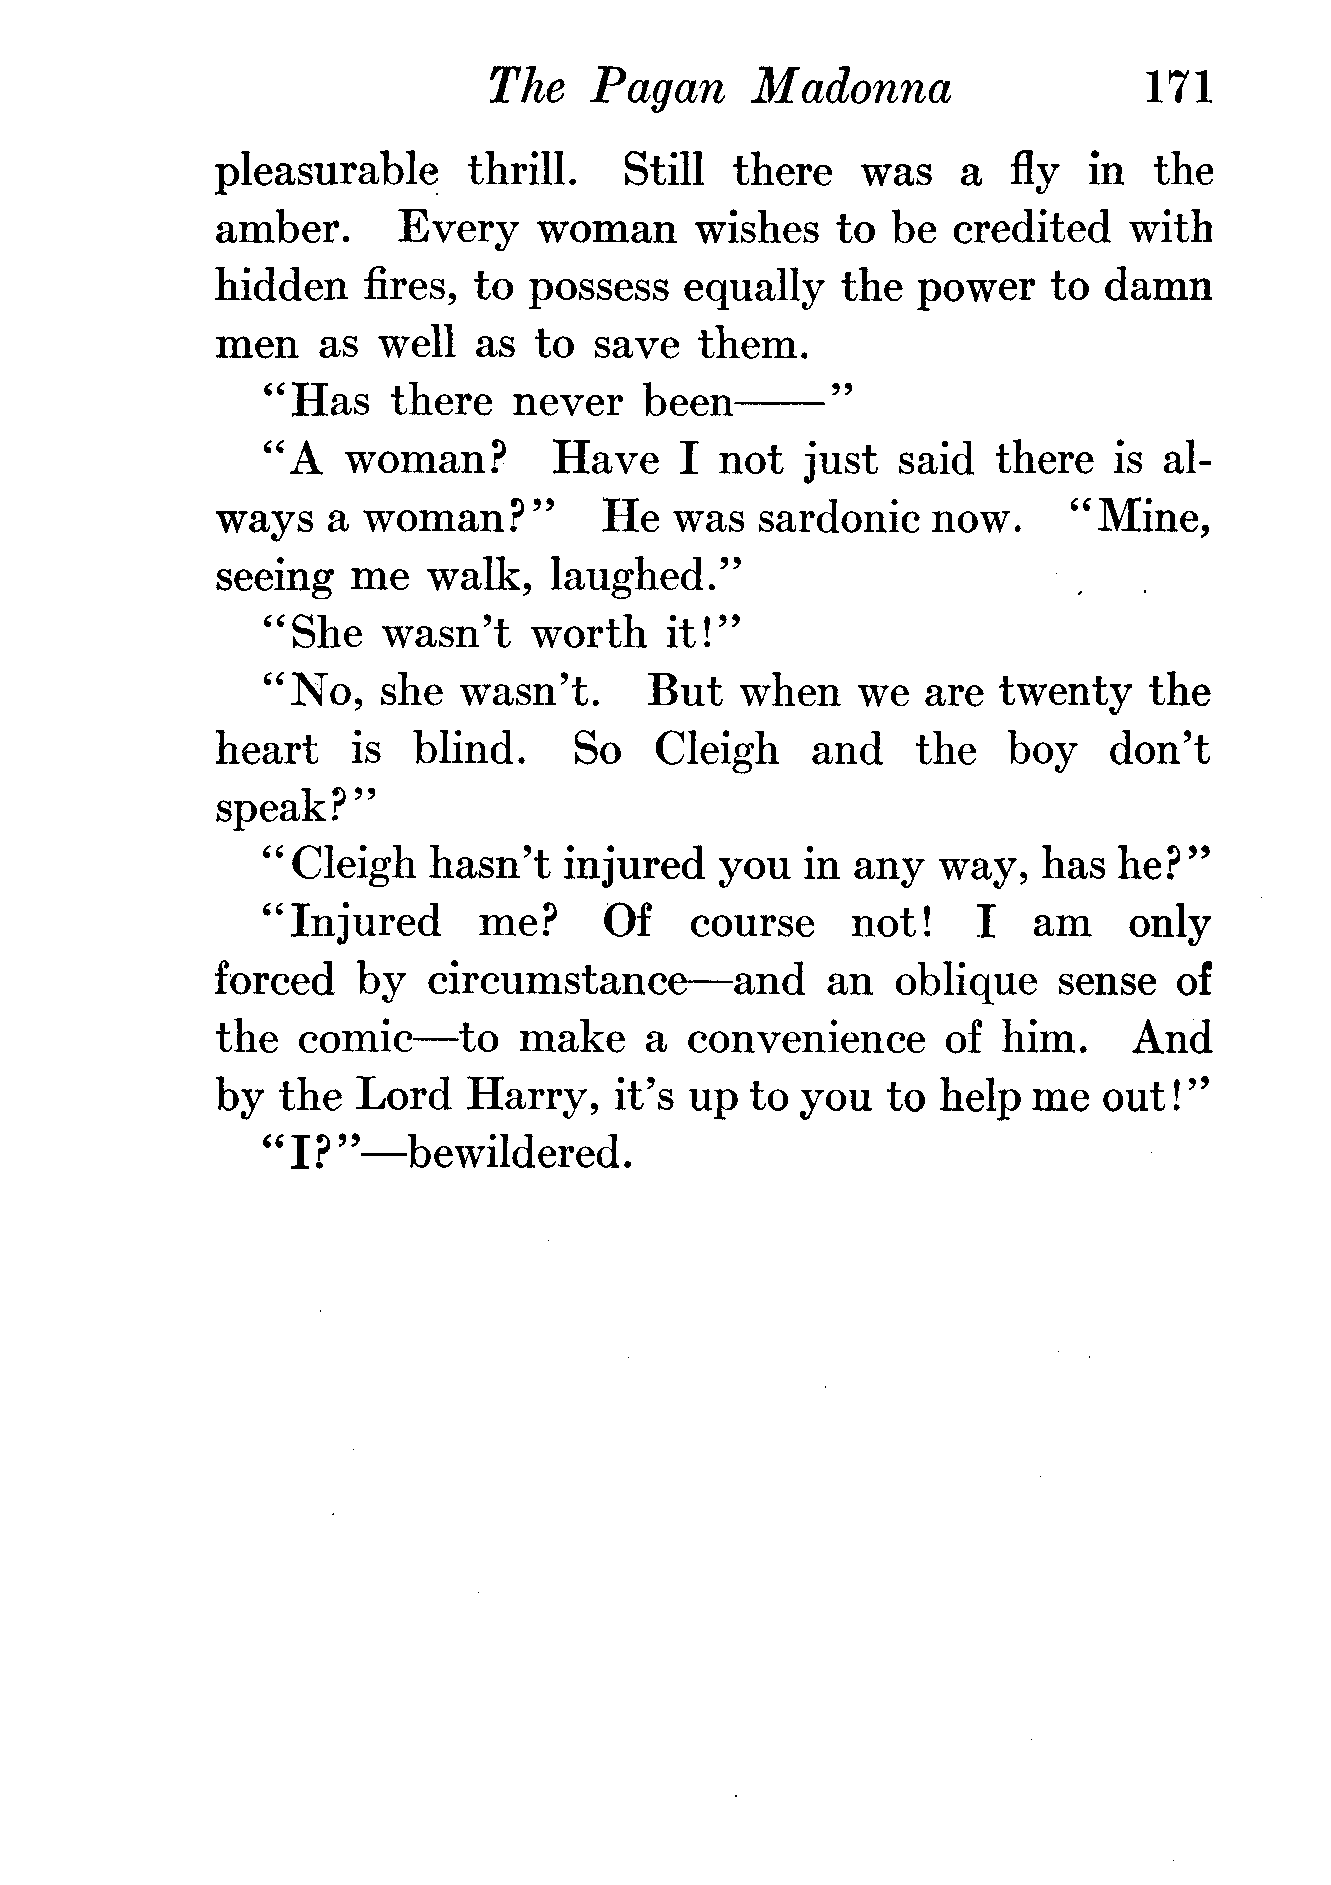 The Pagan Madonna 171
pleasurable thrill. Still there was a fly in the
amber. Every woman wishes to be credited with
hidden fires, to possess equally the power to damn
men as well as to save them.
“Has there never been——”
“A woman? Have I not just said there is al-
ways a woman?” He was sardonic now. “Mine,
seeing me walk, laughed.”
“She wasn’t worth it!”
“No, she wasn’t. But when we are twenty the
heart is blind. So Cleigh and the boy don’t
speak?”
“Cleigh hasn’t injured you in any way, has he?”
“Injured me? Of course not! I am only
forced by circumstance—and an oblique sense of
the comic—to make a convenience of him. And
by the Lord Harry, it’s up to you to help me out!”
“I?”—bewildered.